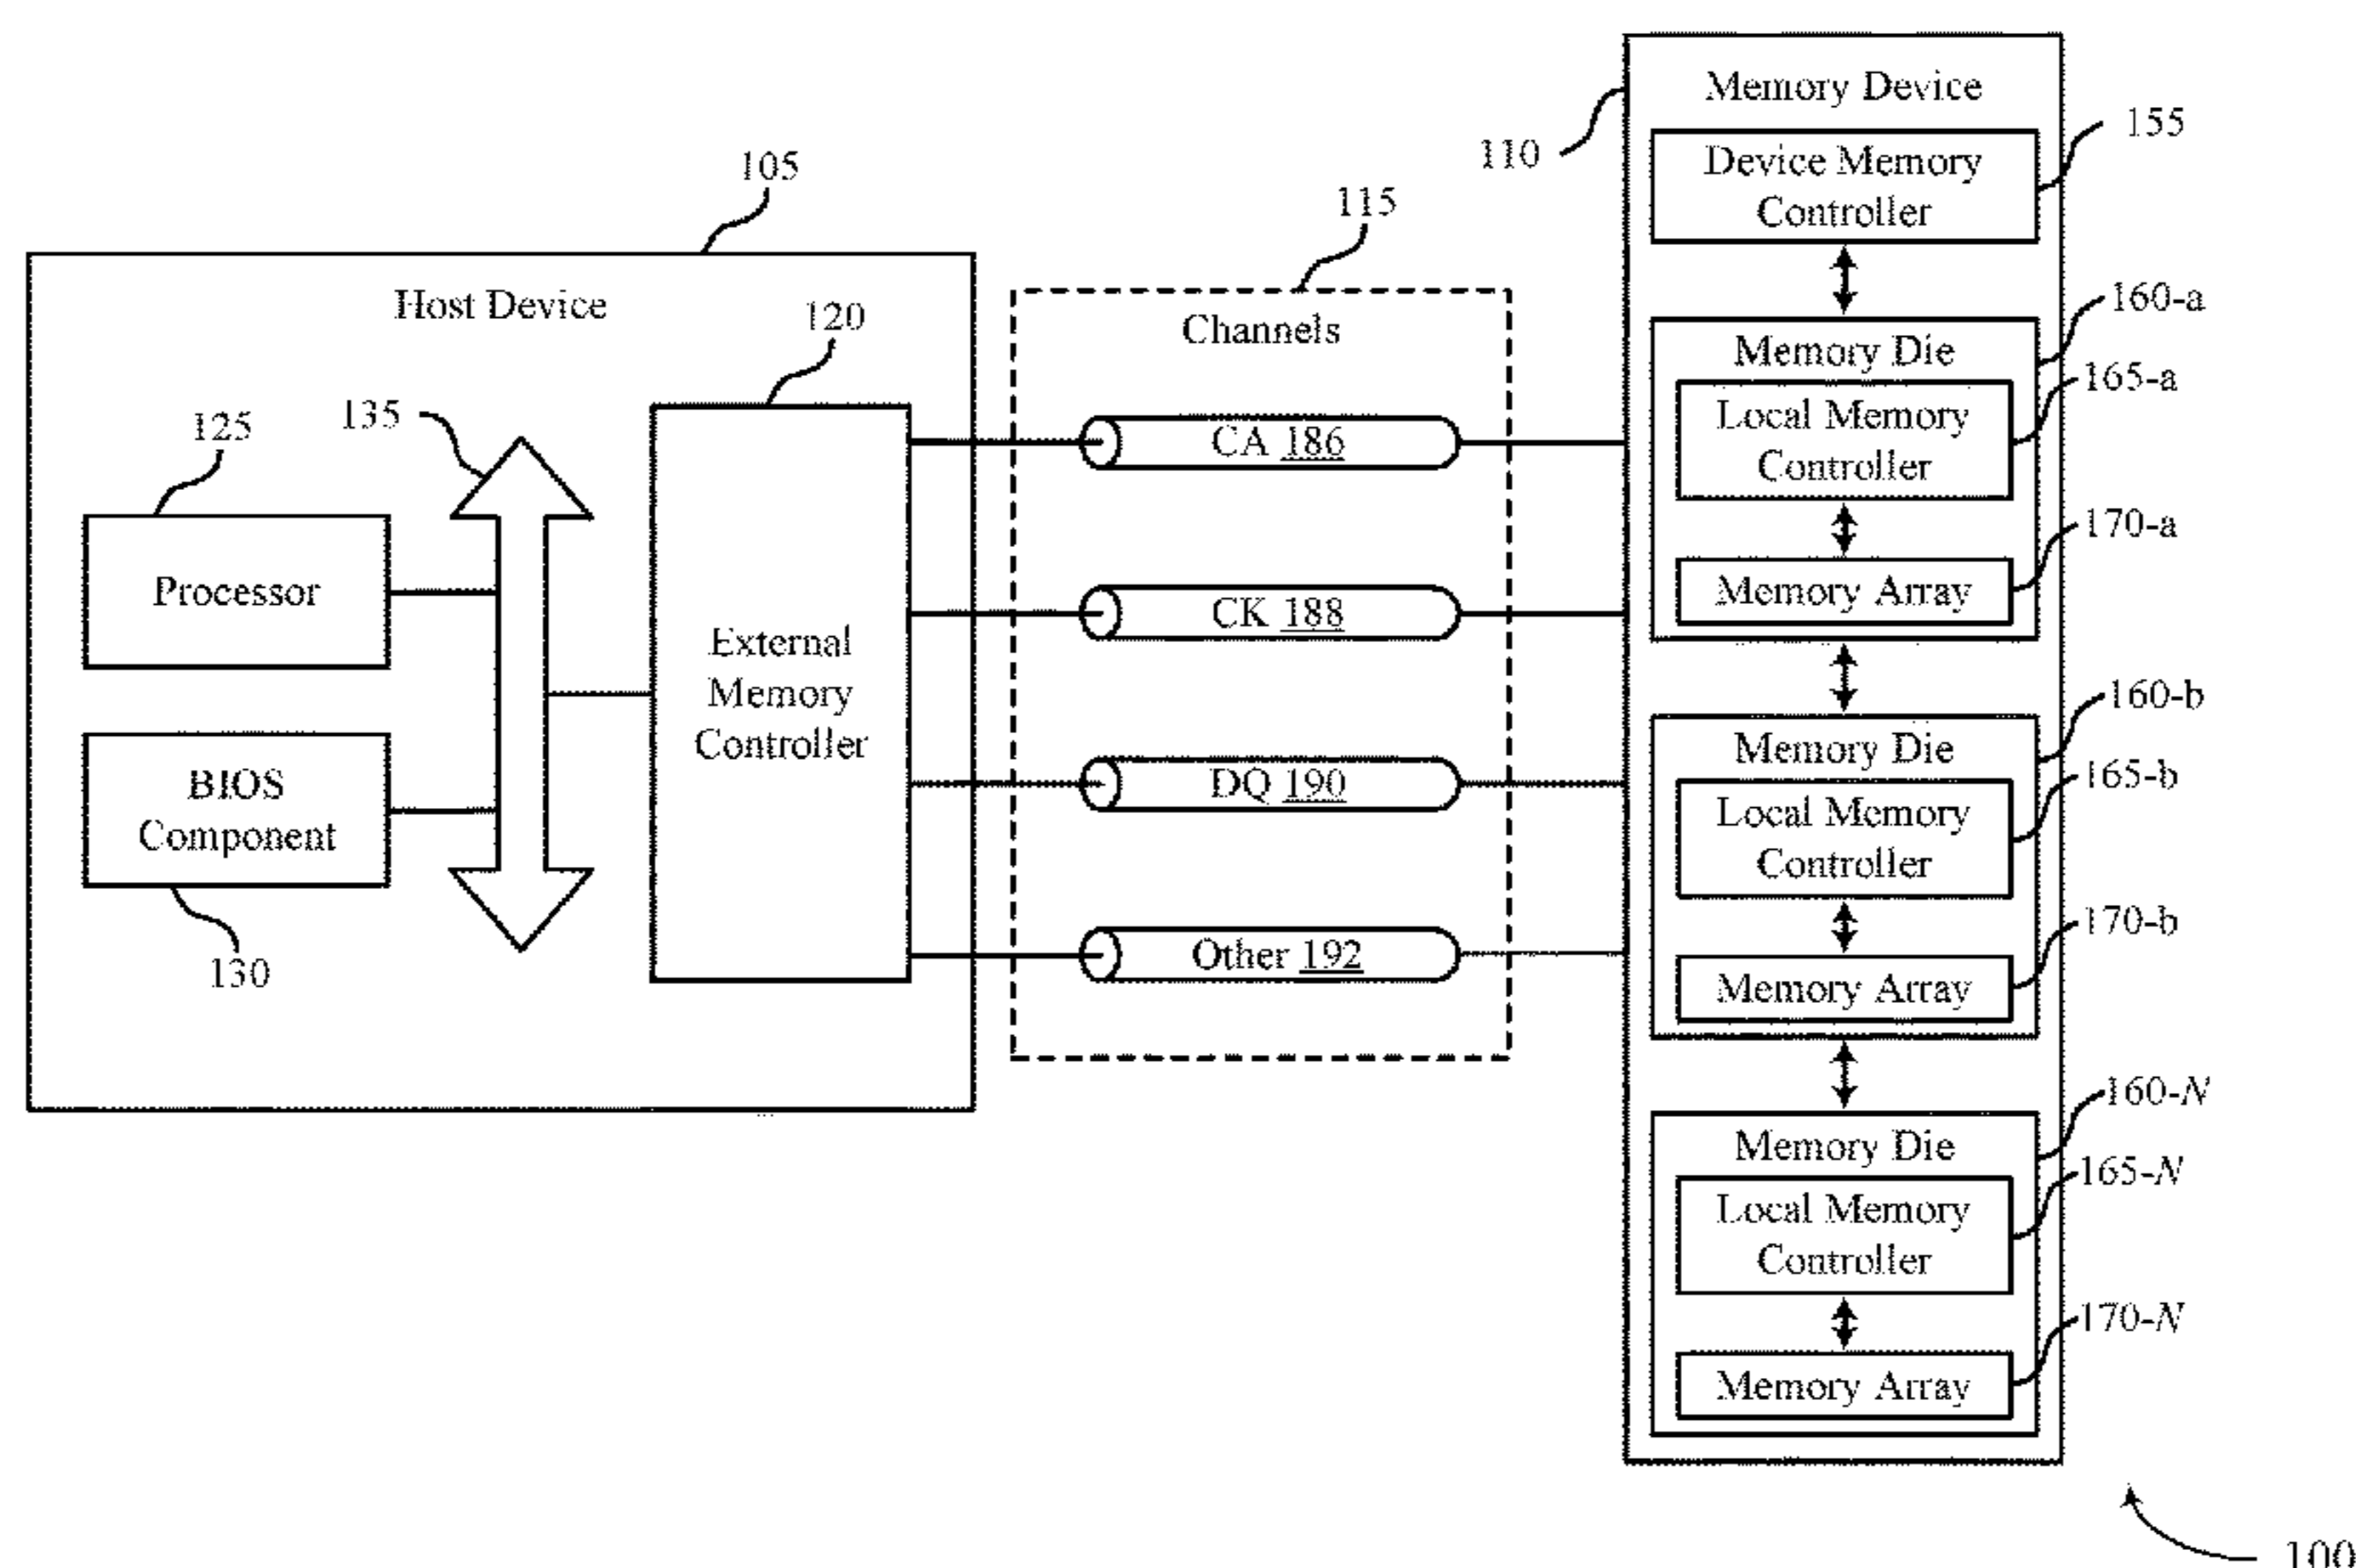 Memory Device
155
110
Device Memory
Controller
105
115
Host Device
120
Channels
160-a
Memory Die
165-a
135
125
Local Memory
Controller
CA 186
170-a
Processor
Memory Array
CK 188
External
Memory
Controller
160-b
Memory Die
165-b
BIOS
Component
DQ 190
Local Memory
Controller
170-b
130
Other 192
Memory Array
160-N
Memory Die
165-N
Local Memory
Controller
170-N
Memory Array
100